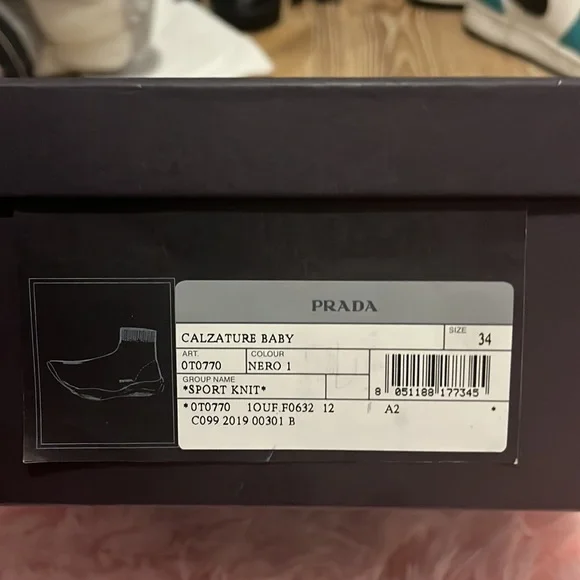 PRADA
CALZATURE BABY
SIZE
34
ART.
COLOUR
0T0770
NERO 1
GROUP NAME
*SPORT KNIT*
8 051188 177345
*0T0770 1OUF.F0632 12 A2 *
C099 2019 00301 B